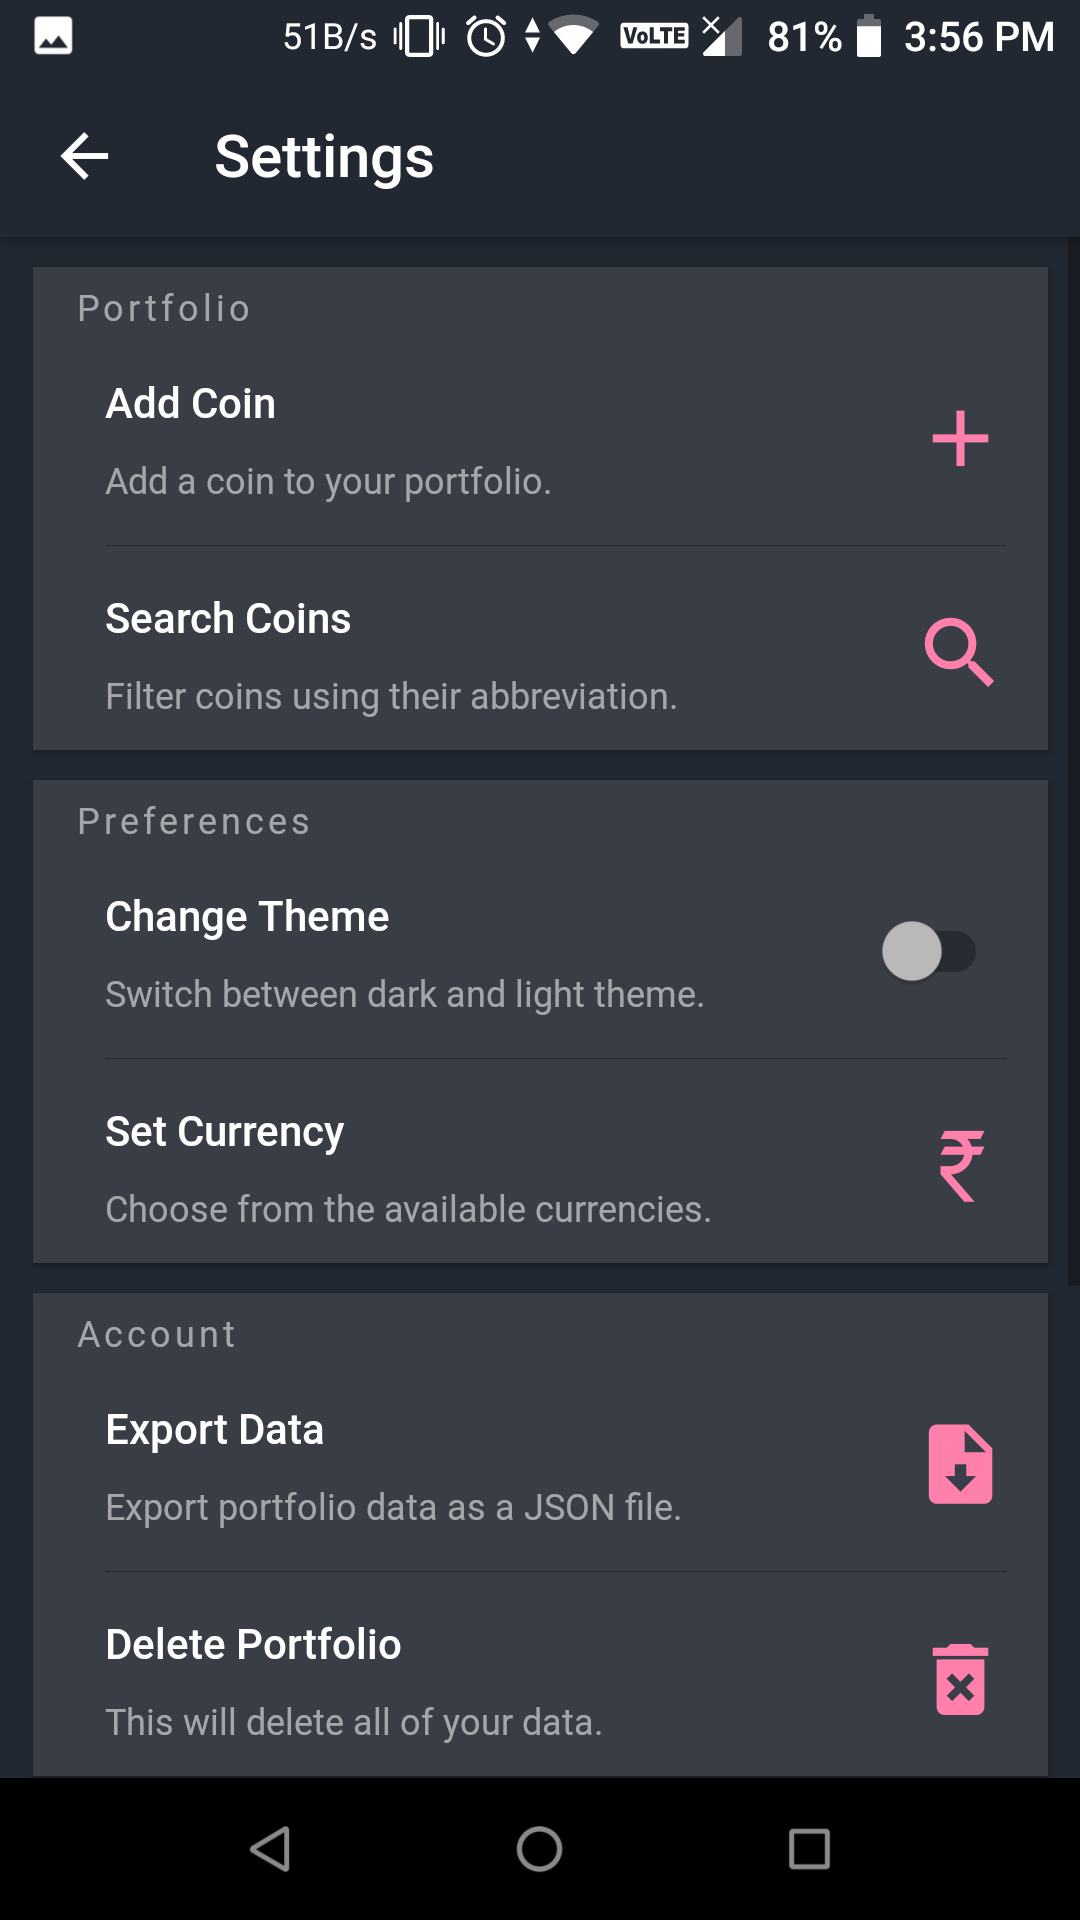 51B/s VoLTE 81% 3:56 PM
Settings
Portfolio
Add Coin
Add a coin to your portfolio.
Search Coins
Filter coins using their abbreviation.
Preferences
Change Theme
Switch between dark and light theme.
Set Currency
₹
Choose from the available currencies.
Account
Export Data
Export portfolio data as a JSON file.
Delete Portfolio
This will delete all of your data.